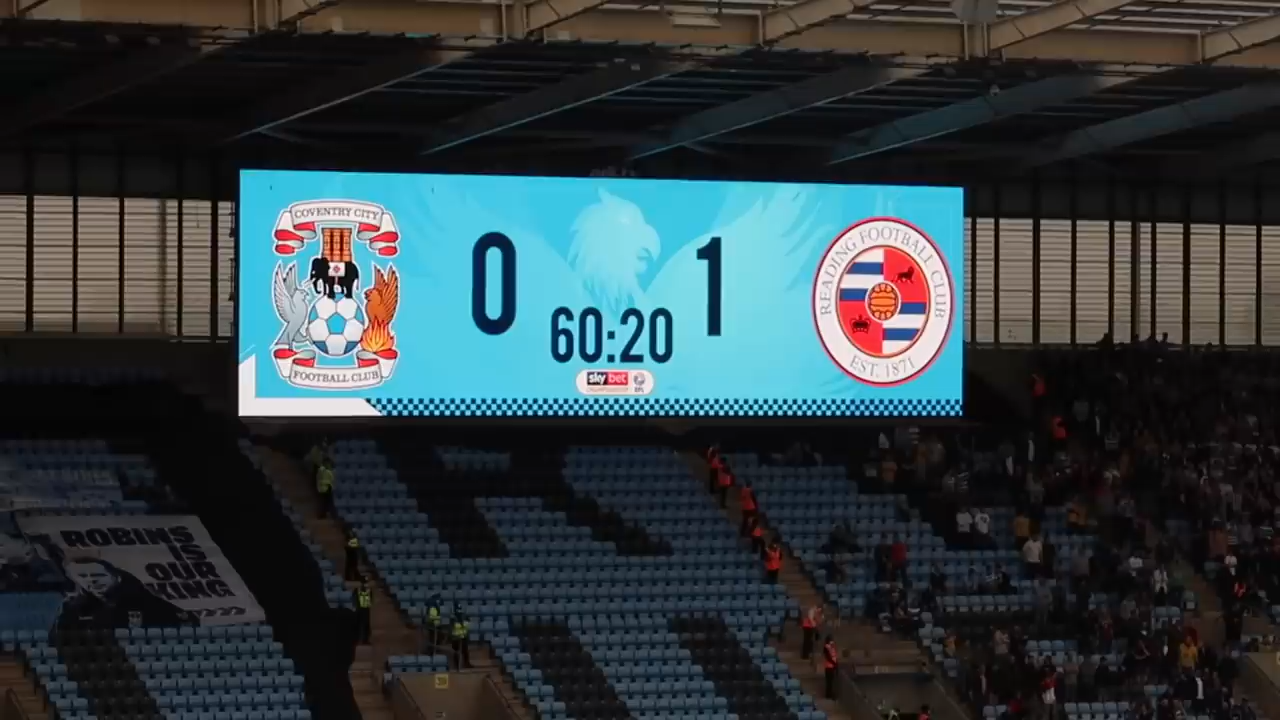 COVENTRY CITY
FOOTBALL CLUB
0
1
60:20
sky bet
EFL
READING FOOTBALL CLUB
EST. 1871
ROBINS
IS
OUR
KING